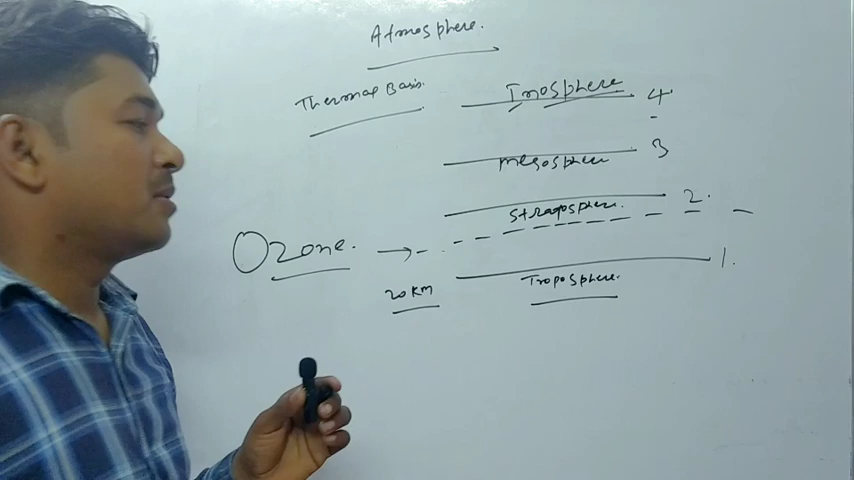 Atmosphere.
Thermal Basis.
Inosphere 4
mesosphere 3
stratosphere. 2.
Ozone.
1.
20 km Troposphere.